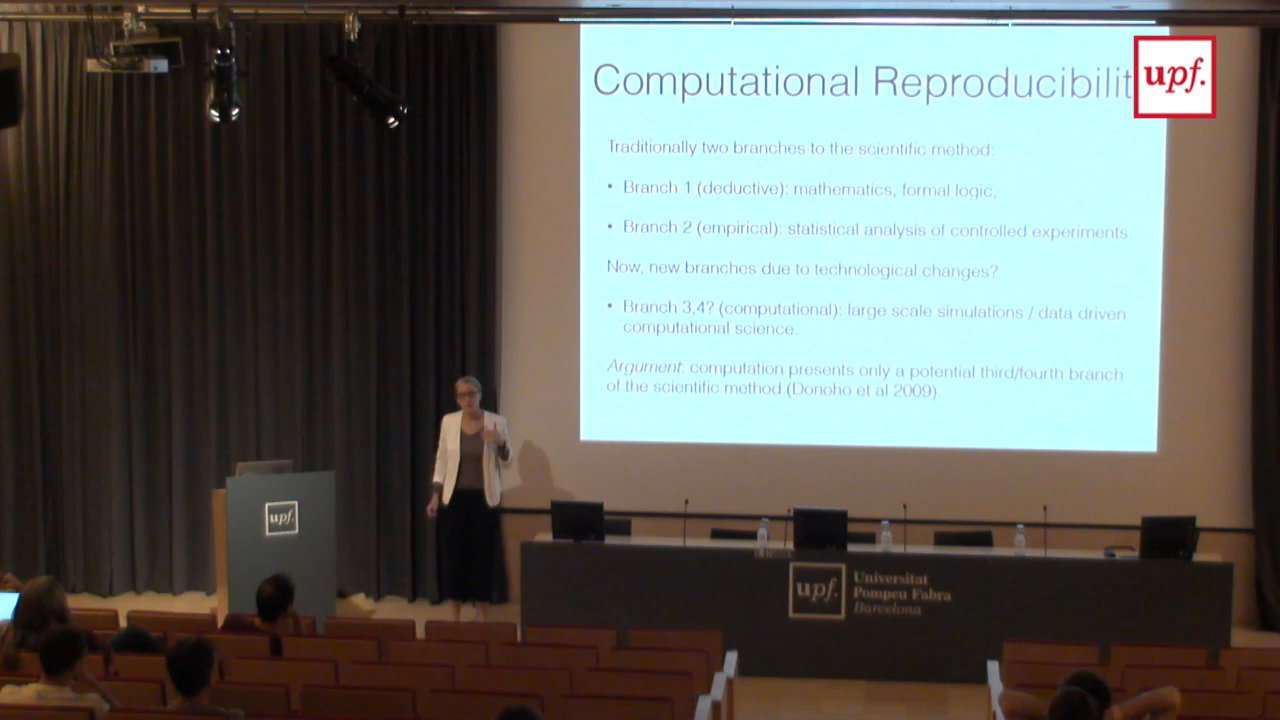 Computational Reproducibilit
upf.
Traditionally two branches to the scientific method:
• Branch 1 (deductive): mathematics, formal logic,
• Branch 2 (empirical): statistical analysis of controlled experiments.
Now, new branches due to technological changes?
• Branch 3,4? (computational): large scale simulations / data driven
computational science.
Argument: computation presents only a potential third/fourth branch
of the scientific method (Donoho et al 2009).
upf.
upf.
Universitat
Pompeu Fabra
Barcelona